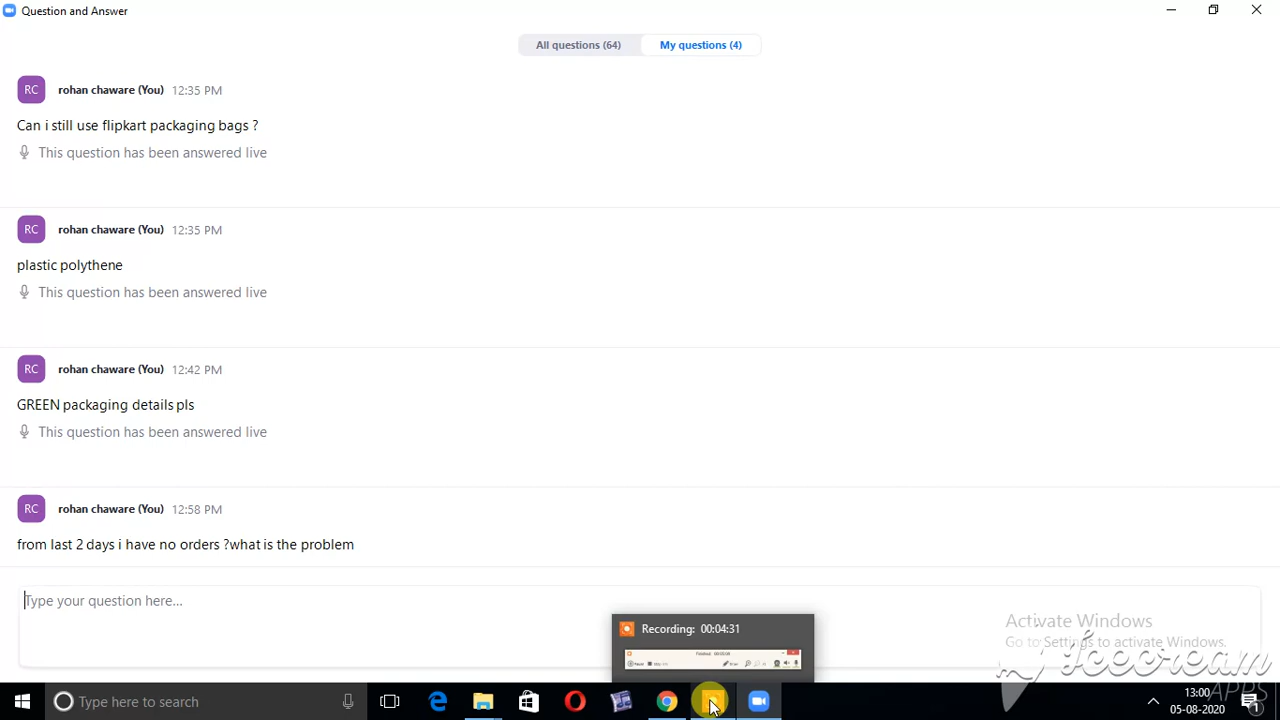 Question and Answer
All questions (64)
My questions (4)
RC
rohan chaware (You) 12:35 PM
Can i still use flipkart packaging bags ?
This question has been answered live
RC
rohan chaware (You) 12:35 PM
plastic polythene
This question has been answered live
RC
rohan chaware (You) 12:42 PM
GREEN packaging details pls
This question has been answered live
RC
rohan chaware (You) 12:58 PM
from last 2 days i have no orders ?what is the problem
Type your question here...
Activate Windows
Go to Settings to activate Windows.
Icecream
APPS
Recording: 00:04:31
Type here to search
13:00
05-08-2020
1